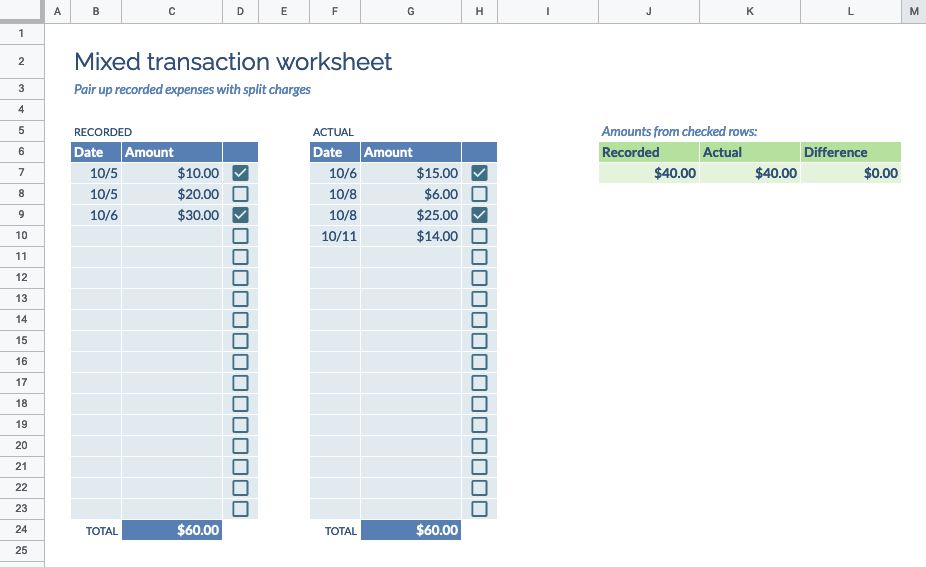 A B C D E F G H I J K L M
1
2 Mixed transaction worksheet
3 Pair up recorded expenses with split charges
4
5 RECORDED ACTUAL Amounts from checked rows:
6 Date Amount Date Amount Recorded Actual Difference
7 10/5 $10.00 10/6 $15.00 $40.00 $40.00 $0.00
8 10/5 $20.00 10/8 $6.00
9 10/6 $30.00 10/8 $25.00
10 10/11 $14.00
11
12
13
14
15
16
17
18
19
20
21
22
23
24 TOTAL $60.00 TOTAL $60.00
25